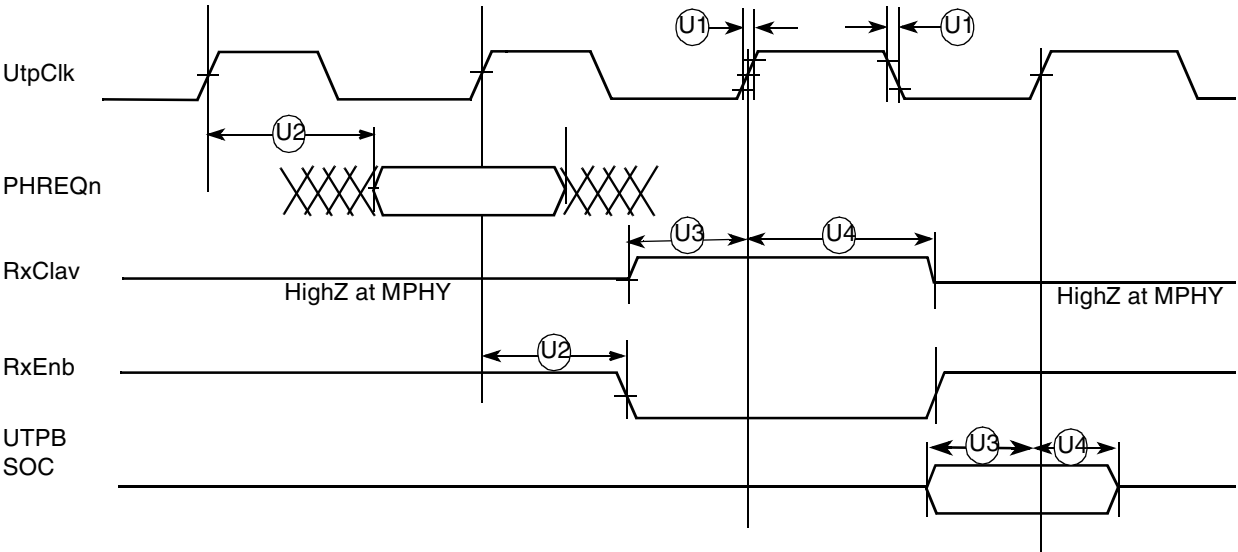 U1
U1
UtpClk
U2
PHREQn
U3
U4
RxClav
HighZ at MPHY
HighZ at MPHY
U2
RxEnb
UTPB
SOC
U3
U4